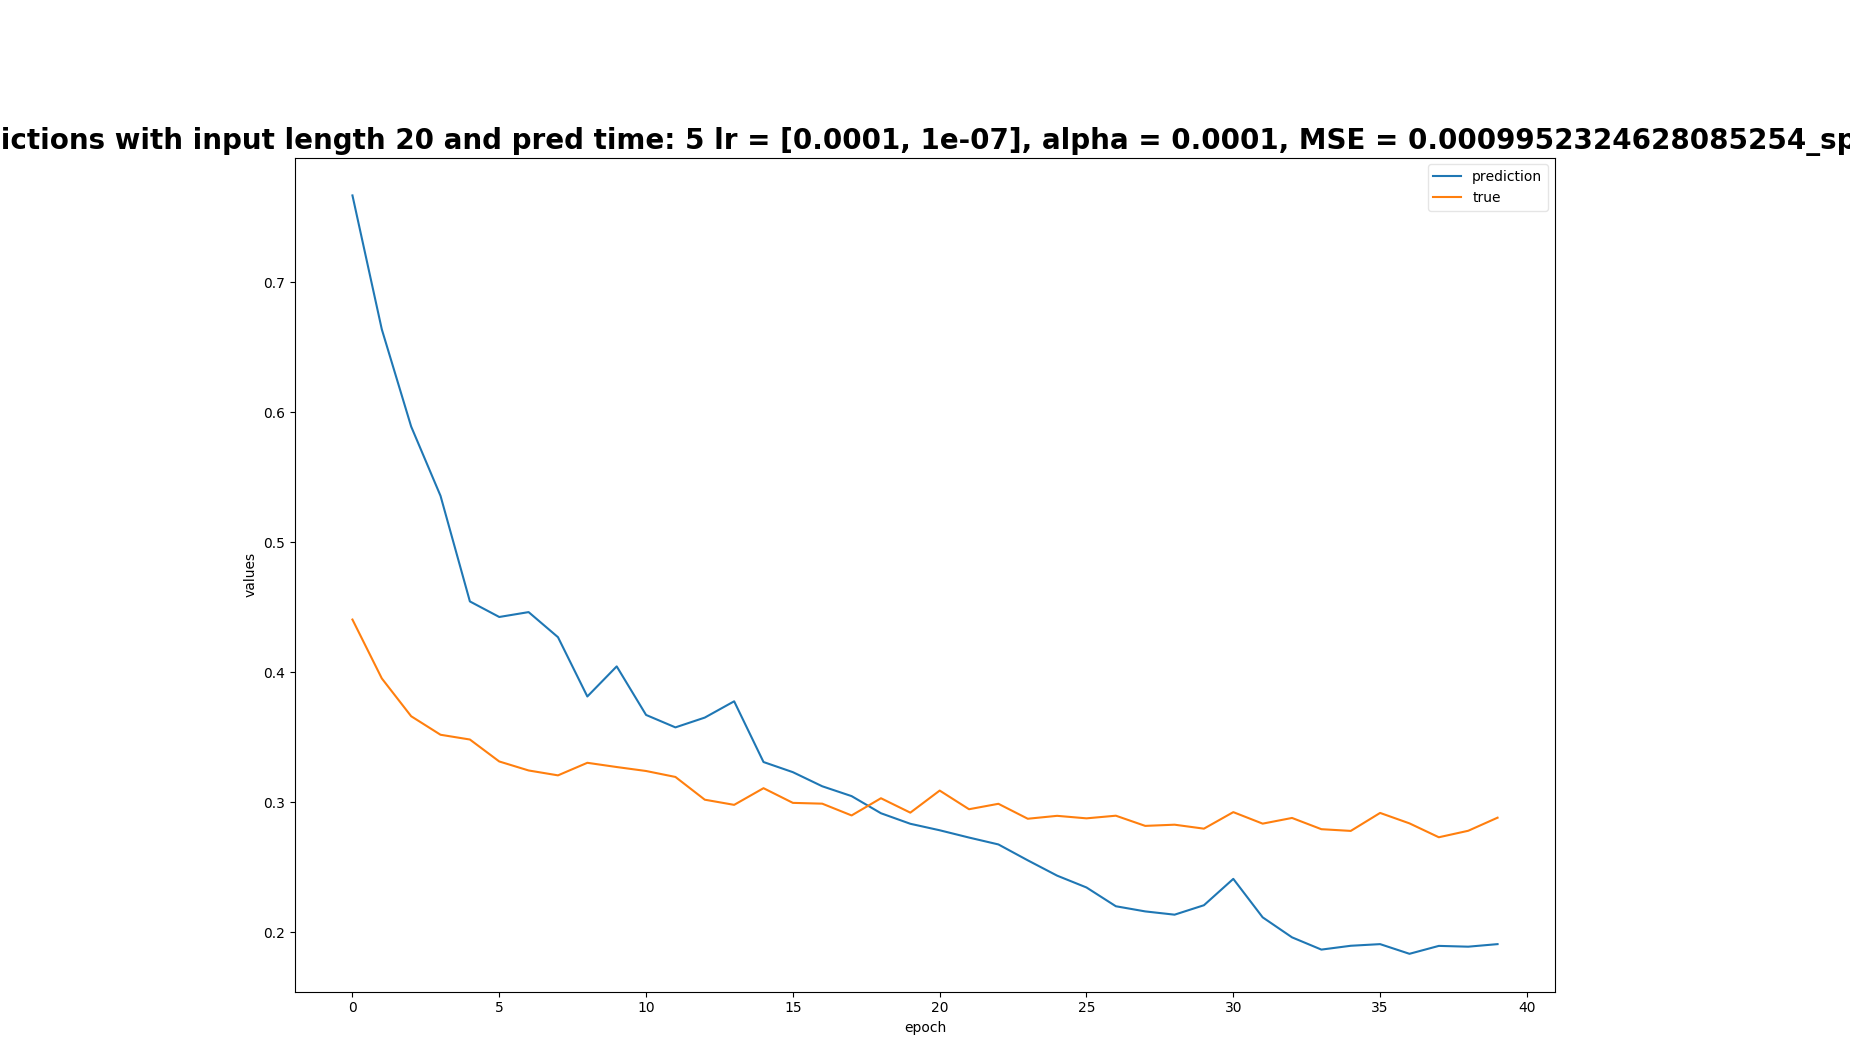 ictions with input length 20 and pred time: 5 lr = [0.0001, 1e-07], alpha = 0.0001, MSE = 0.0009952324628085254_sp
prediction
true
0.7
0.6
0.5
0.4
0.3
0.2
values
0 5 10 15 20 25 30 35 40
epoch